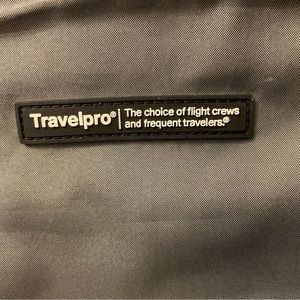 Travelpro®
The choice of flight crews
and frequent travelers.®